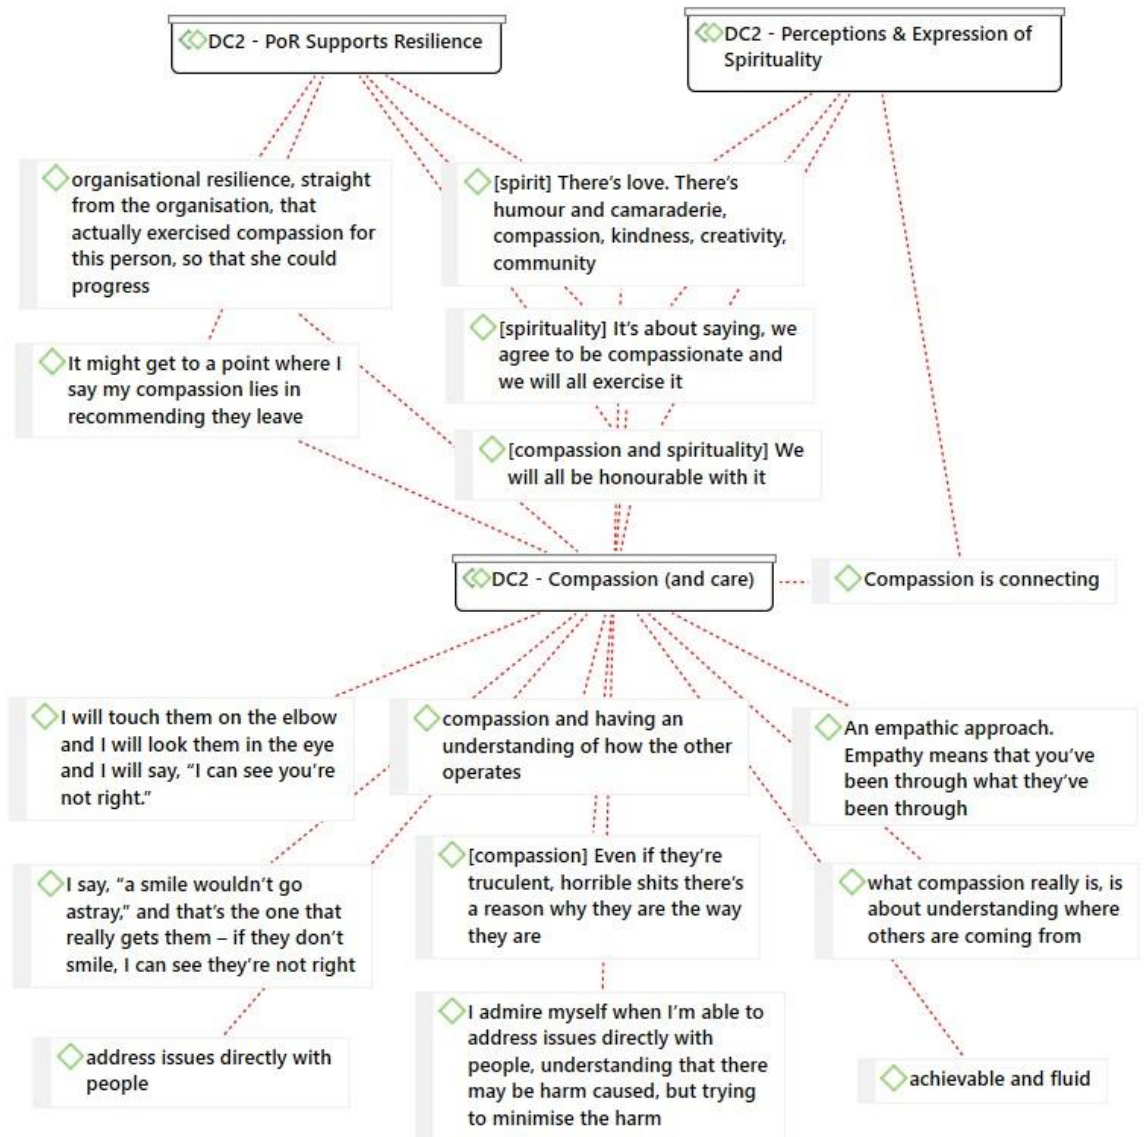 DC2 - PoR Supports Resilience
DC2 - Perceptions & Expression of
Spirituality
organisational resilience, straight
from the organisation, that
actually exercised compassion for
this person, so that she could
progress
[spirit] There's love. There's
humour and camaraderie,
compassion, kindness, creativity,
community
It might get to a point where I
say my compassion lies in
recommending they leave
[spirituality] It's about saying, we
agree to be compassionate and
we will all exercise it
[compassion and spirituality] We
will all be honourable with it
DC2 - Compassion (and care)
Compassion is connecting
I will touch them on the elbow
and I will look them in the eye
and I will say, “I can see you're
not right.”
compassion and having an
understanding of how the other
operates
An empathic approach.
Empathy means that you've
been through what they've
been through
I say, “a smile wouldn't go
astray,” and that's the one that
really gets them – if they don't
smile, I can see they're not right
[compassion] Even if they're
truculent, horrible shits there's
a reason why they are the way
they are
what compassion really is, is
about understanding where
others are coming from
address issues directly with
people
I admire myself when I'm able to
address issues directly with
people, understanding that there
may be harm caused, but trying
to minimise the harm
achievable and fluid